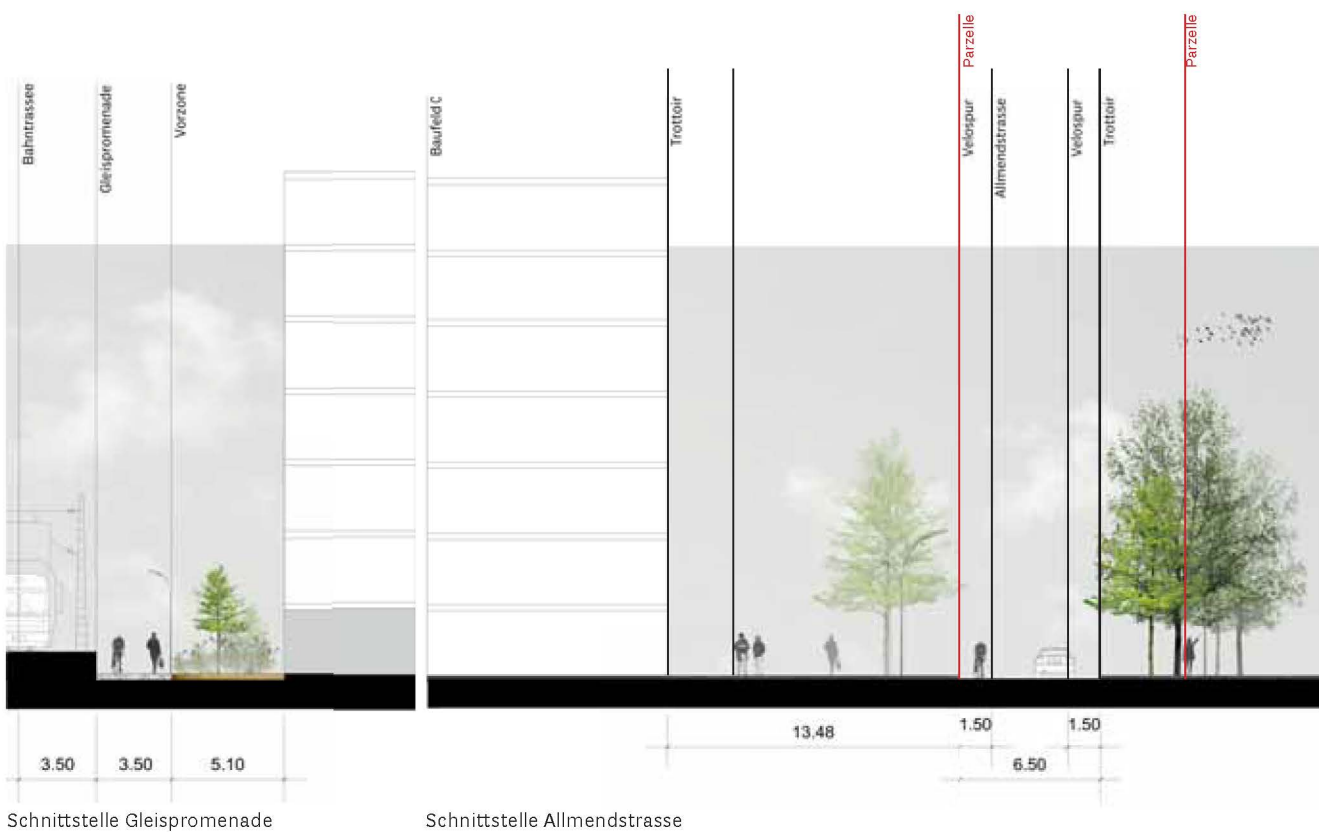 Parzelle
Parzelle
Bahntrassee
Gleispromenade
Vorzone
Baufeld C
Trottoir
Velospur
Allmendstrasse
Velospur
Trottoir
13.48
1.50
1.50
3.50
3.50
5.10
6.50
Schnittstelle Gleispromenade
Schnittstelle Allmendstrasse